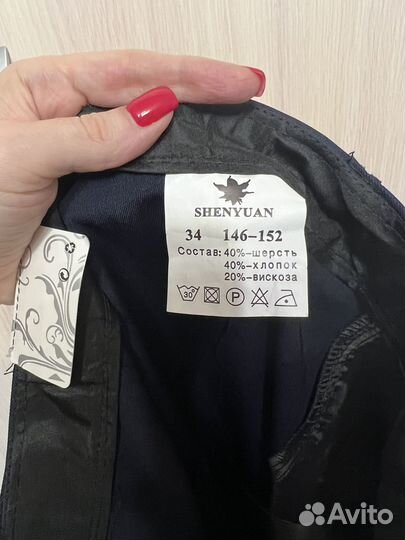 SHENYUAN
34 146-152
Состав: 40%-шерсть
40%-хлопок
20%-вискоза
30° P
Avito